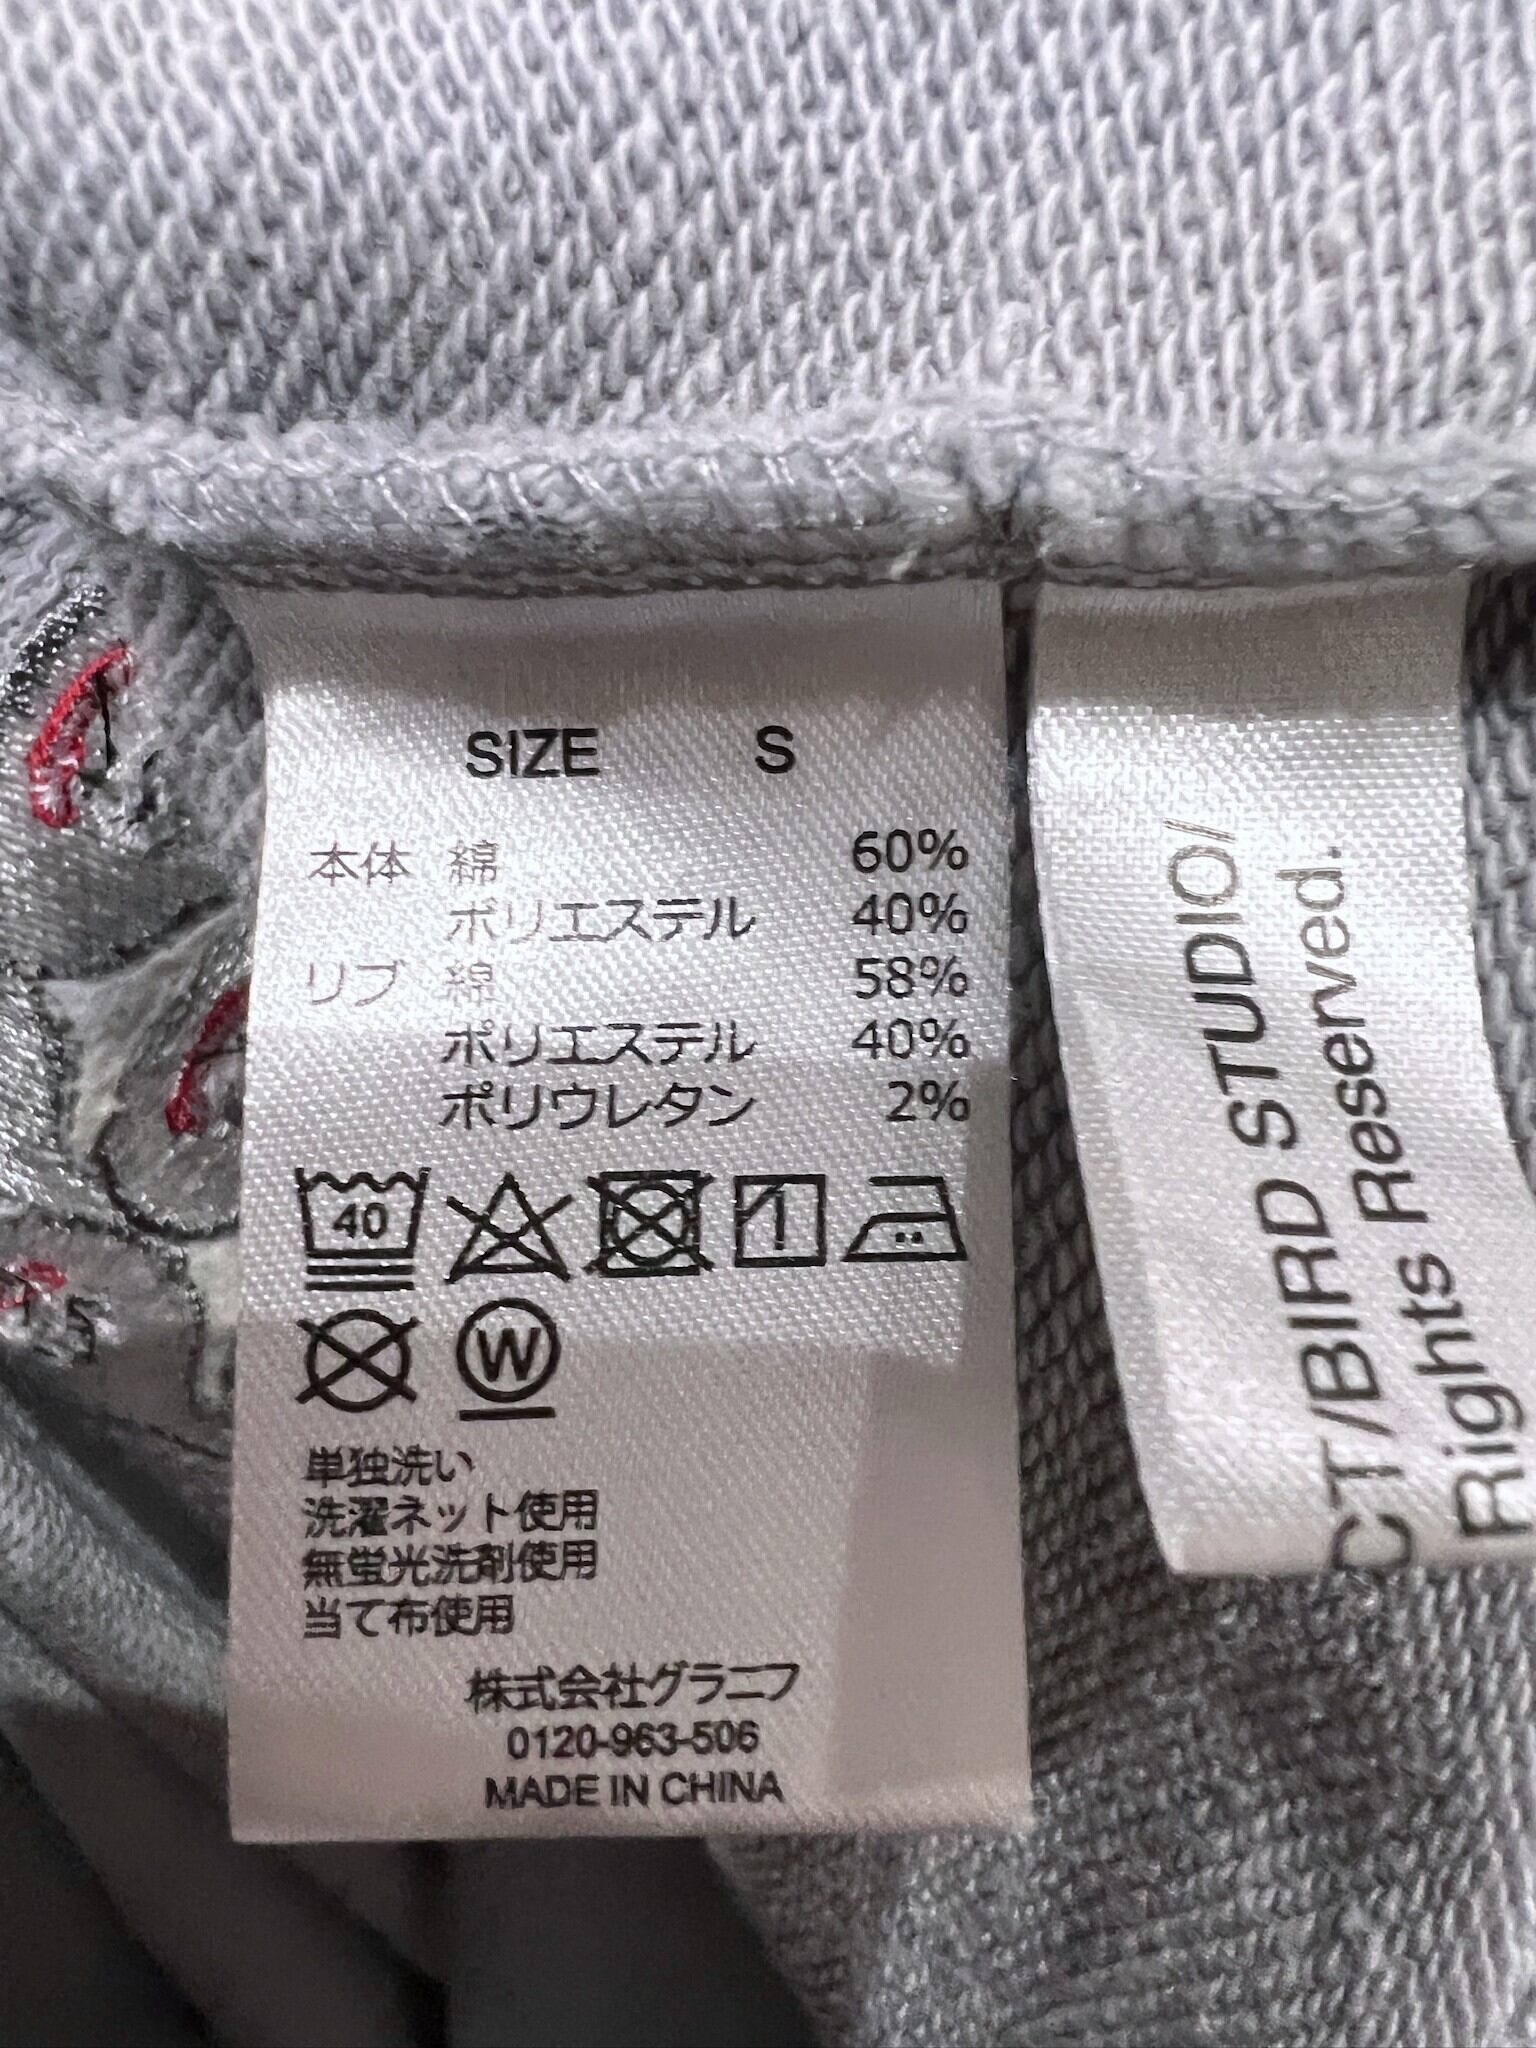 SIZE S
本体 綿 60%
ポリエステル 40%
リブ 綿 58%
ポリエステル 40%
ポリウレタン 2%
40
W
単独洗い
洗濯ネット使用
無蛍光洗剤使用
当て布使用
株式会社グラニフ
0120-963-506
MADE IN CHINA
CT/BIRD STUDIO/
Rights Reserved.